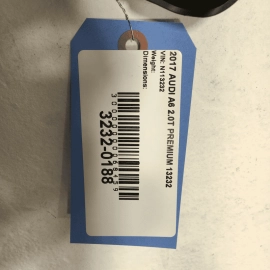 2017 AUDI A6 2.0T PREMIUM 13232
VIN: N113232
Weight:
Dimensions:
3232-0188